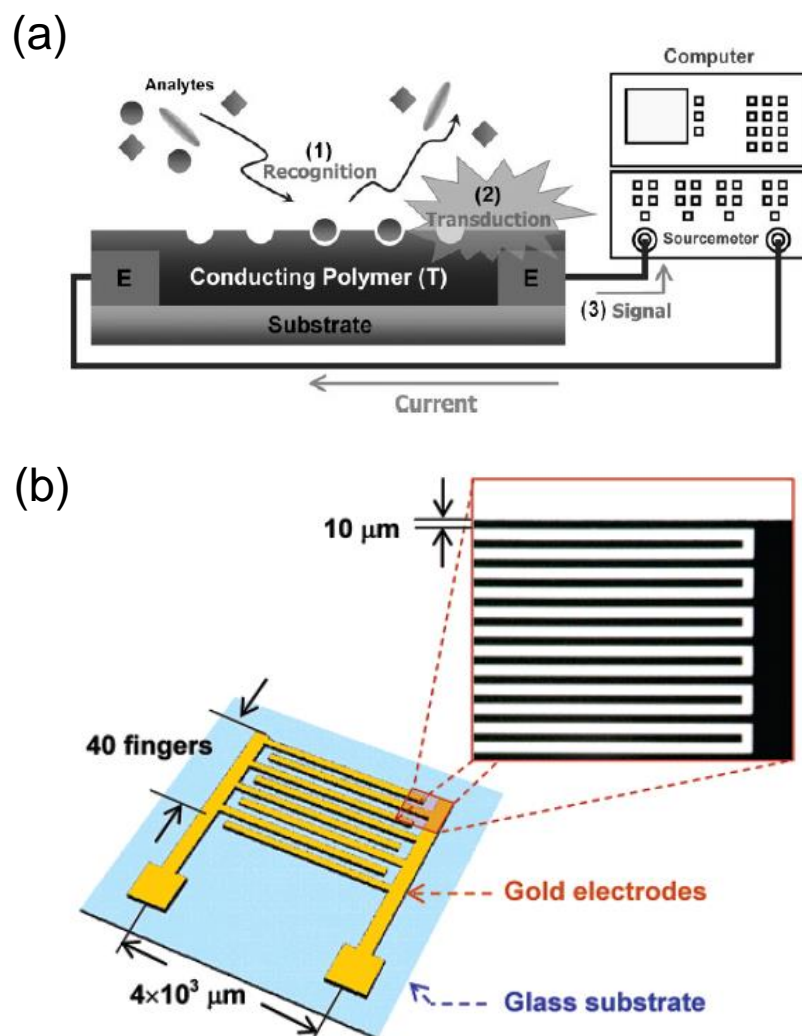 (a)
Computer
Analytes
(1)
Recognition
(2)
Transduction
Sourcemeter
E
Conducting Polymer (T)
E
(3) Signal
Substrate
Current
(b)
10 μm
40 fingers
Gold electrodes
4×10³ μm
Glass substrate